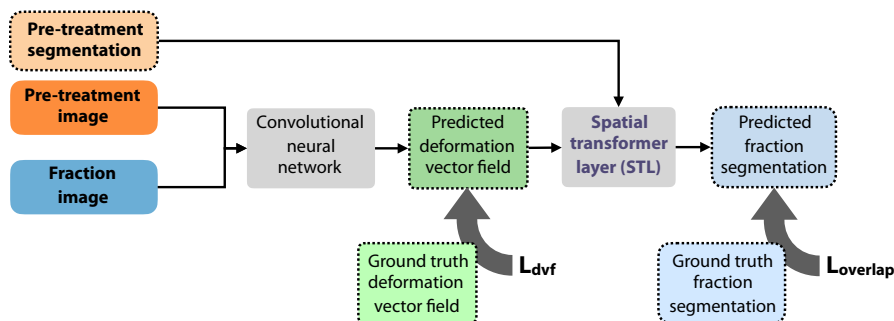 Pre-treatment
segmentation
Pre-treatment
image
Fraction
image
Convolutional
neural
network
Predicted
deformation
vector field
Spatial
transformer
layer (STL)
Predicted
fraction
segmentation
Ground truth
deformation
vector field
Ldvf
Ground truth
fraction
segmentation
Loverlap